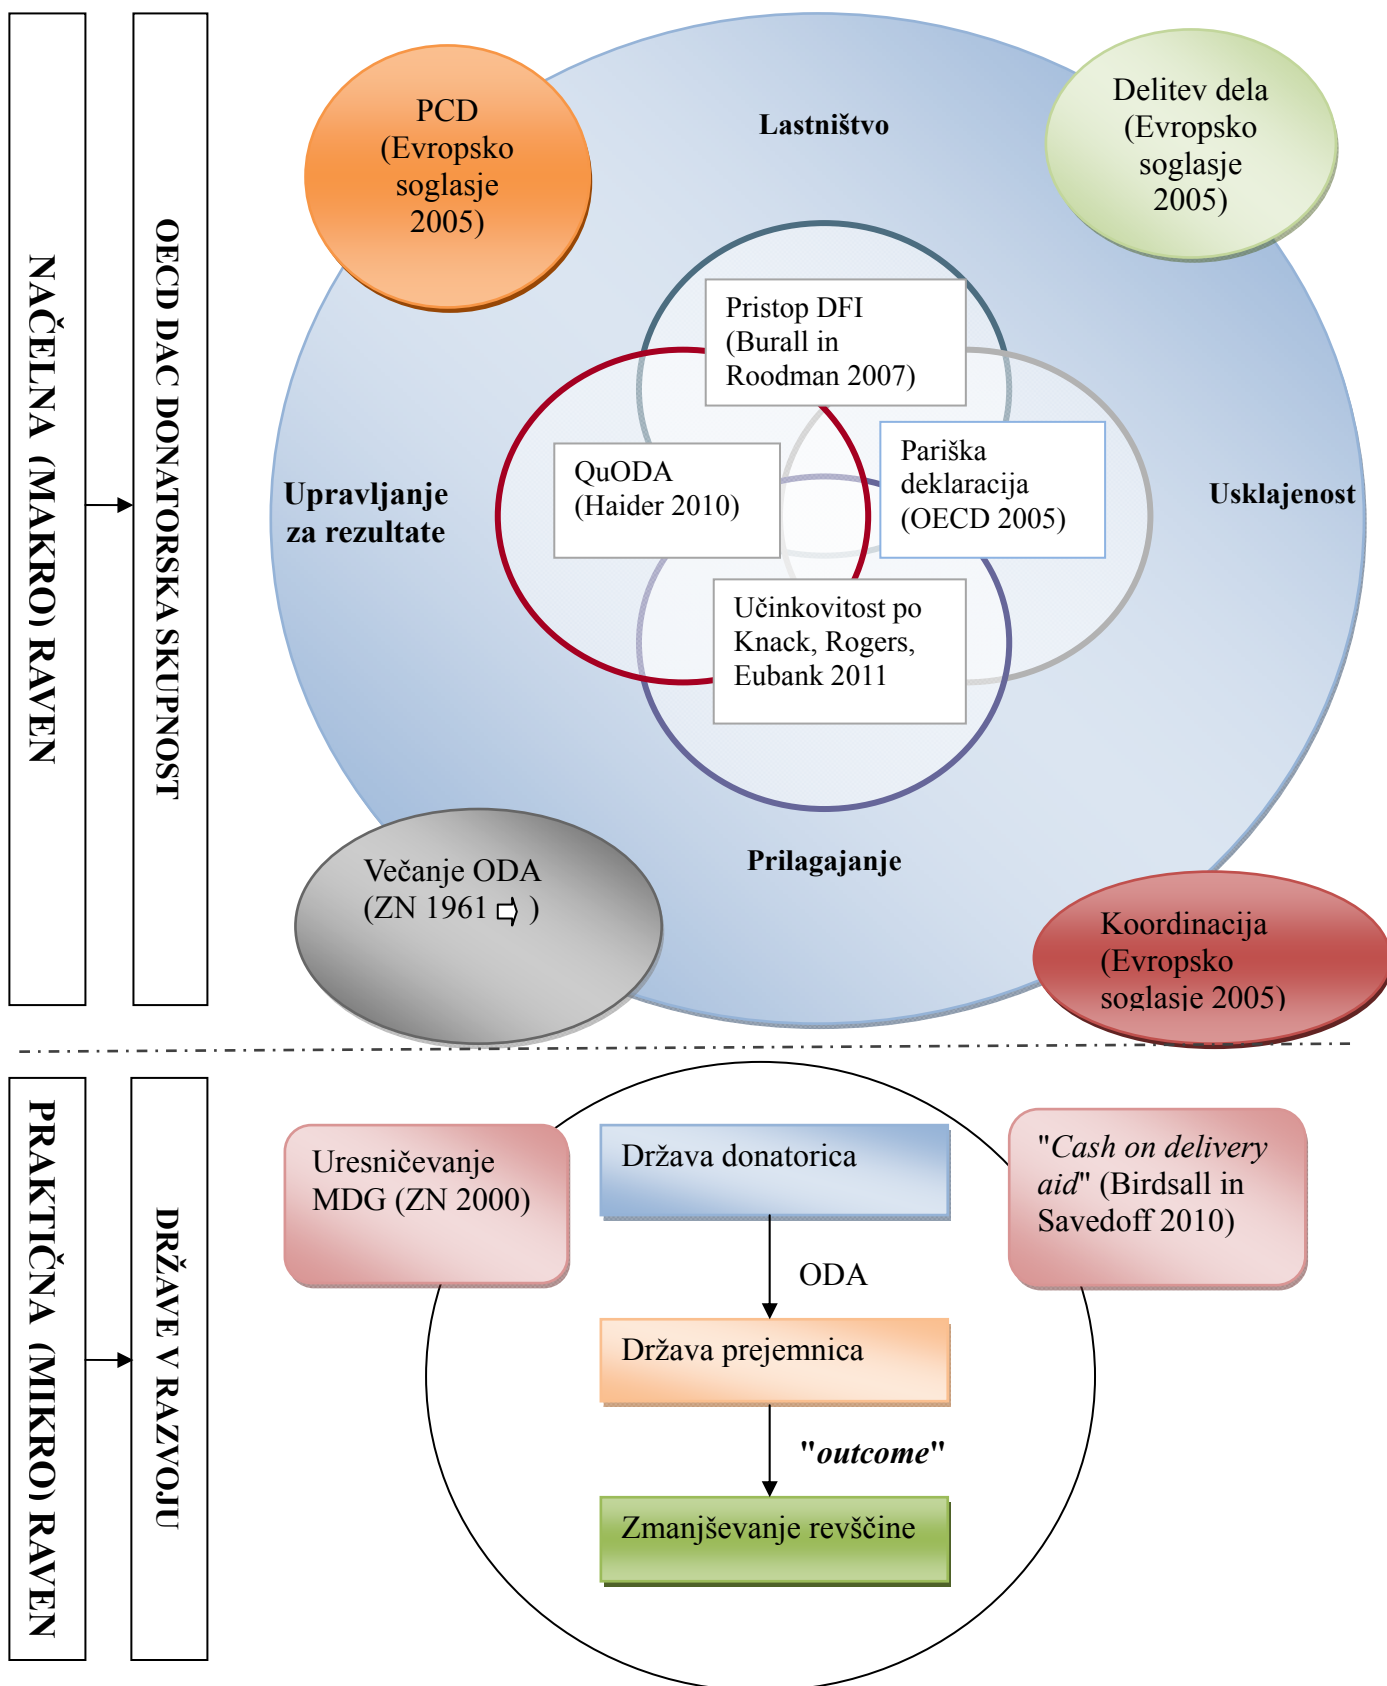 NAČELNA (MAKRO) RAVEN
OECD DAC DONATORSKA SKUPNOST
PCD
(Evropsko
soglasje
2005)
Delitev dela
(Evropsko
soglasje
2005)
Lastništvo
Pristop DFI
(Burall in
Roodman 2007)
Upravljanje
za rezultate
QuODA
(Haider 2010)
Pariška
deklaracija
(OECD 2005)
Usklajenost
Učinkovitost po
Knack, Rogers,
Eubank 2011
Prilagajanje
Večanje ODA
(ZN 1961 ⇨ )
Koordinacija
(Evropsko
soglasje 2005)
PRAKTIČNA (MIKRO) RAVEN
DRŽAVE V RAZVOJU
Uresničevanje
MDG (ZN 2000)
Država donatorica
"Cash on delivery
aid" (Birdsall in
Savedoff 2010)
ODA
Država prejemnica
"outcome"
Zmanjševanje revščine